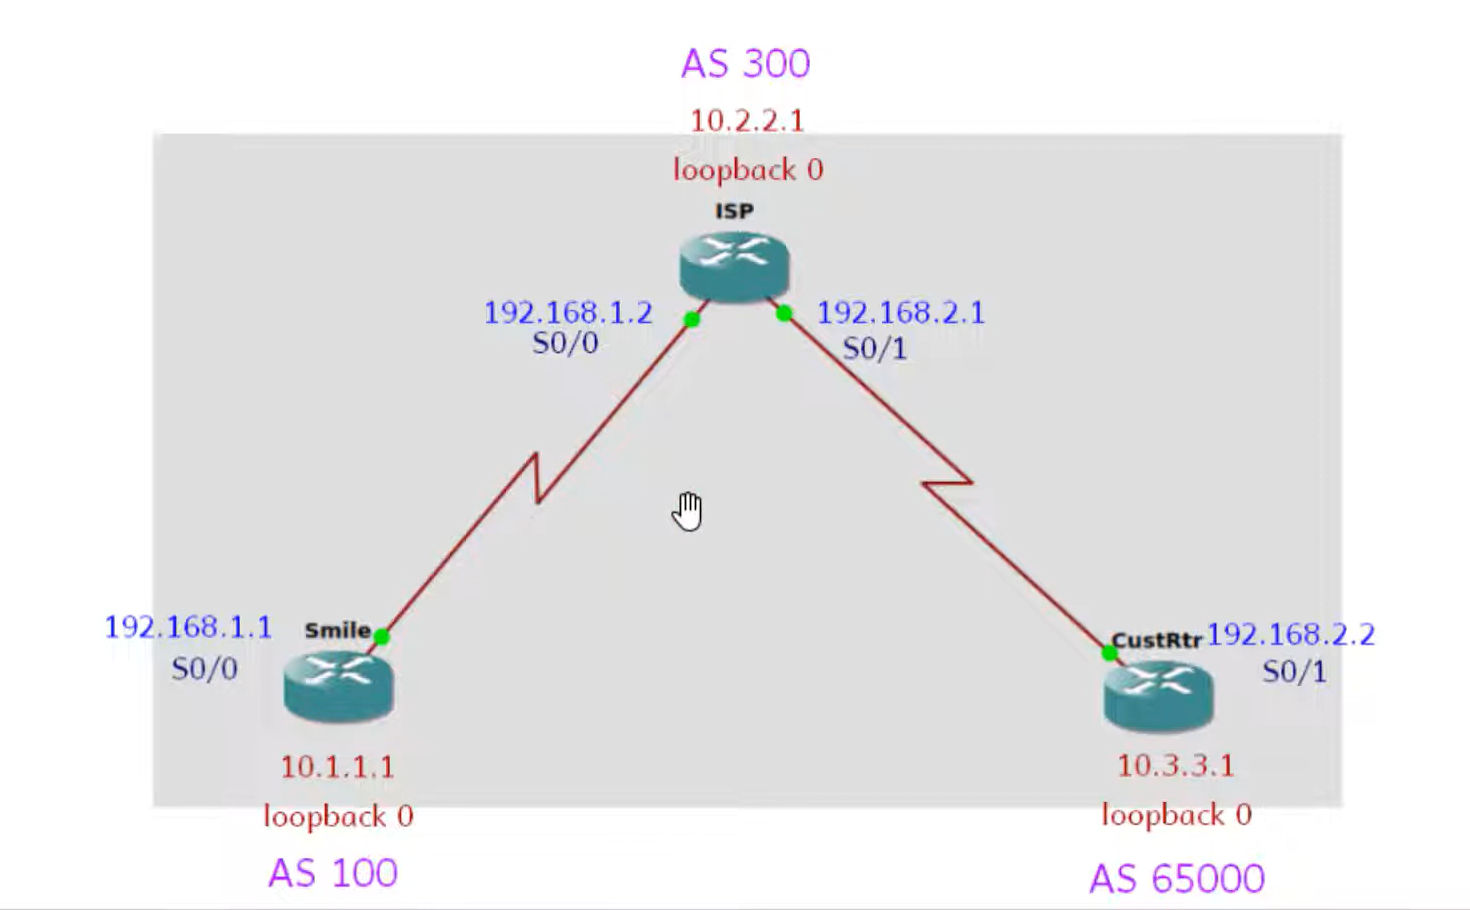 AS 300
10.2.2.1
loopback 0
ISP
192.168.1.2
S0/0
192.168.2.1
S0/1
192.168.1.1
S0/0
Smile
CustRtr
192.168.2.2
S0/1
10.1.1.1
loopback 0
AS 100
10.3.3.1
loopback 0
AS 65000